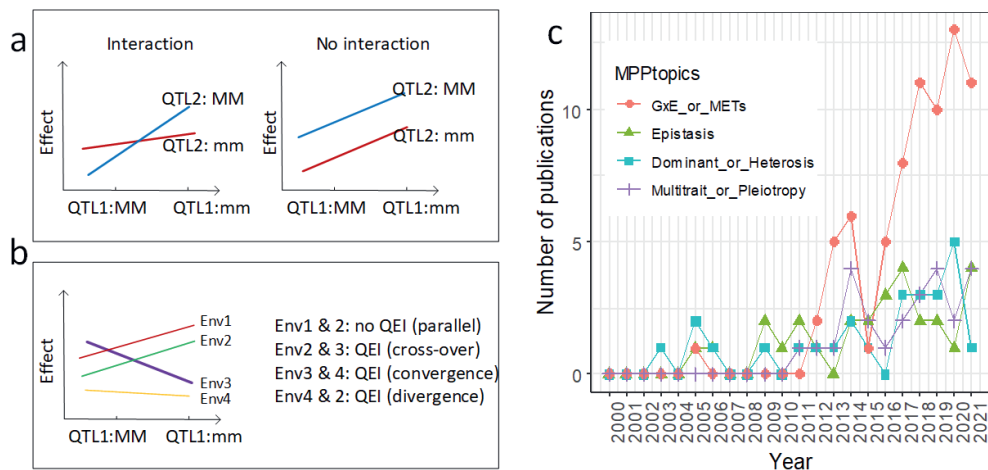 a
Interaction
No interaction
Effect
QTL2: MM
QTL2: mm
QTL1:MM
QTL1:mm
Effect
QTL2: MM
QTL2: mm
QTL1:MM
QTL1:mm
b
Effect
Env1
Env2
Env3
Env4
QTL1:MM
QTL1:mm
Env1 & 2: no QEI (parallel)
Env2 & 3: QEI (cross-over)
Env3 & 4: QEI (convergence)
Env4 & 2: QEI (divergence)
c
MPPtopics
GxE_or_METs
Epistasis
Dominant_or_Heterosis
Multitrait_or_Pleiotropy
Number of publications
10
5
0
2000
2001
2002
2003
2004
2005
2006
2007
2008
2009
2010
2011
2012
2013
2014
2015
2016
2017
2018
2019
2020
2021
Year